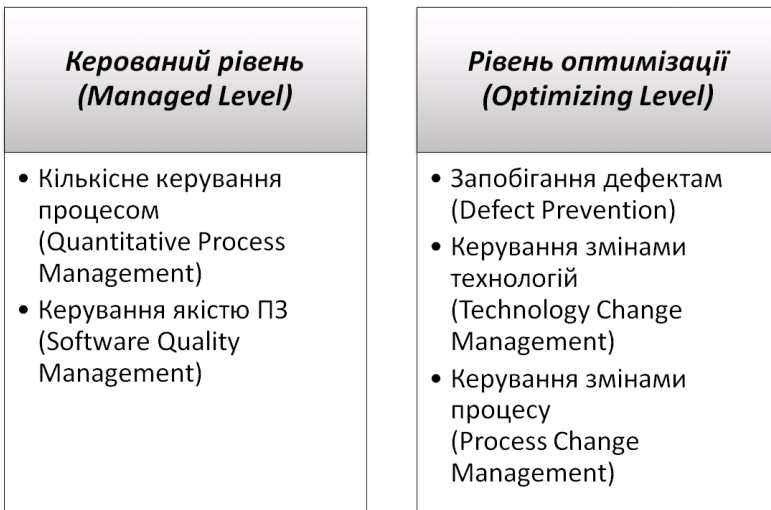 Керований рівень
(Managed Level)
• Кількісне керування
процесом
(Quantitative Process
Management)
• Керування якістю ПЗ
(Software Quality
Management)
Рівень оптимізації
(Optimizing Level)
• Запобігання дефектам
(Defect Prevention)
• Керування змінами
технологій
(Technology Change
Management)
• Керування змінами
процесу
(Process Change
Management)